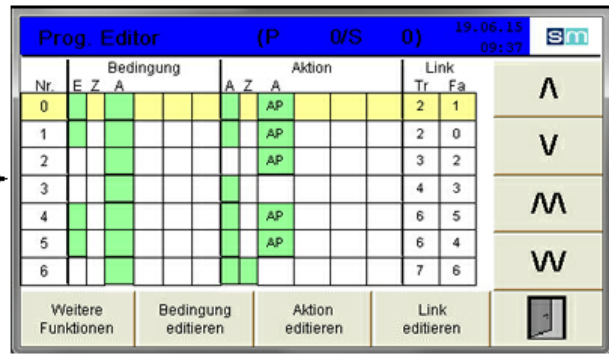 Prog. Editor (P 0/S 0) 19.06.15 09:37 sm
Bedingung Aktion Link
Nr. E Z A A Z A Tr Fa
0 AP 2 1
1 AP 2 0
2 AP 3 2
3 4 3
4 AP 6 5
5 AP 6 4
6 7 6
Weitere Funktionen
Bedingung editieren
Aktion editieren
Link editieren